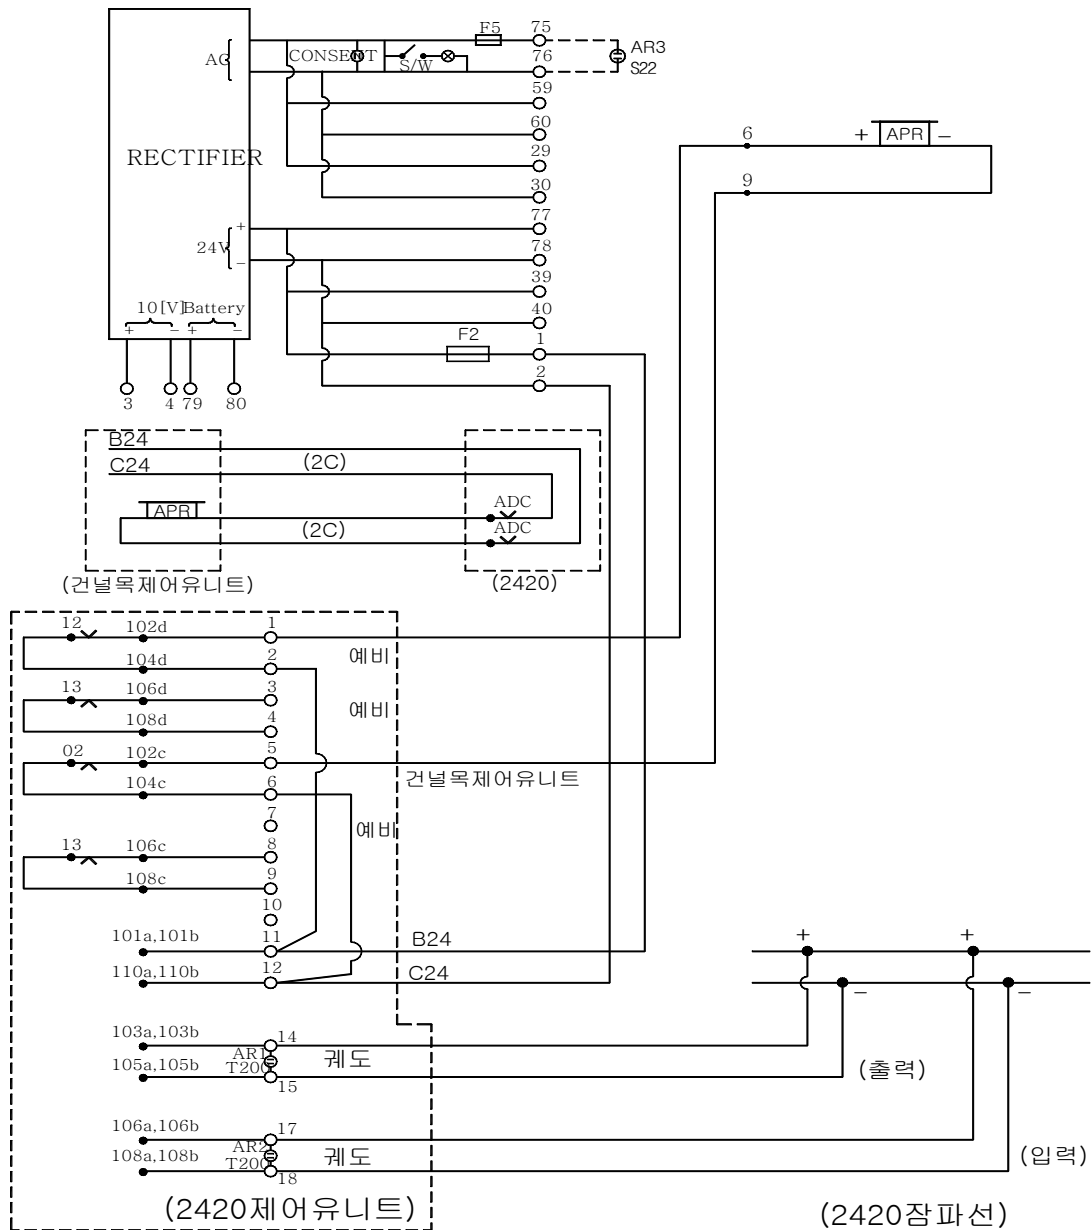 F5
75
AC
CONSENT
S/W
76
AR3
S22
59
60
RECTIFIER
29
30
+
24V
−
77
78
39
40
10[V]
Battery
+
−
+
−
F2
1
2
3
4
79
80
6
+
APR
−
9
B24
C24
(2C)
APR
(2C)
ADC
ADC
(건널목제어유니트)
(2420)
12
102d
1
104d
2
예비
13
106d
3
예비
108d
4
02
102c
5
건널목제어유니트
104c
6
7
예비
13
106c
8
108c
9
10
101a,101b
11
B24
110a,110b
12
C24
+
+
−
−
103a,103b
14
AR1
T200
궤도
105a,105b
15
(출력)
106a,106b
17
AR2
T200
궤도
108a,108b
18
(입력)
(2420제어유니트)
(2420잠파선)